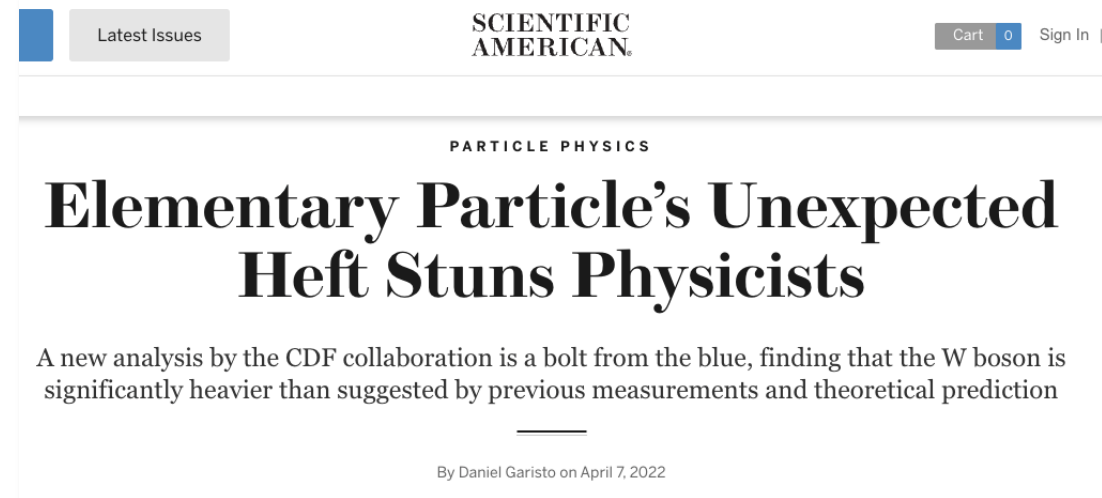 Latest Issues
SCIENTIFIC
AMERICAN®
Cart 0
Sign In
PARTICLE PHYSICS
Elementary Particle’s Unexpected
Heft Stuns Physicists
A new analysis by the CDF collaboration is a bolt from the blue, finding that the W boson is
significantly heavier than suggested by previous measurements and theoretical prediction
By Daniel Garisto on April 7, 2022